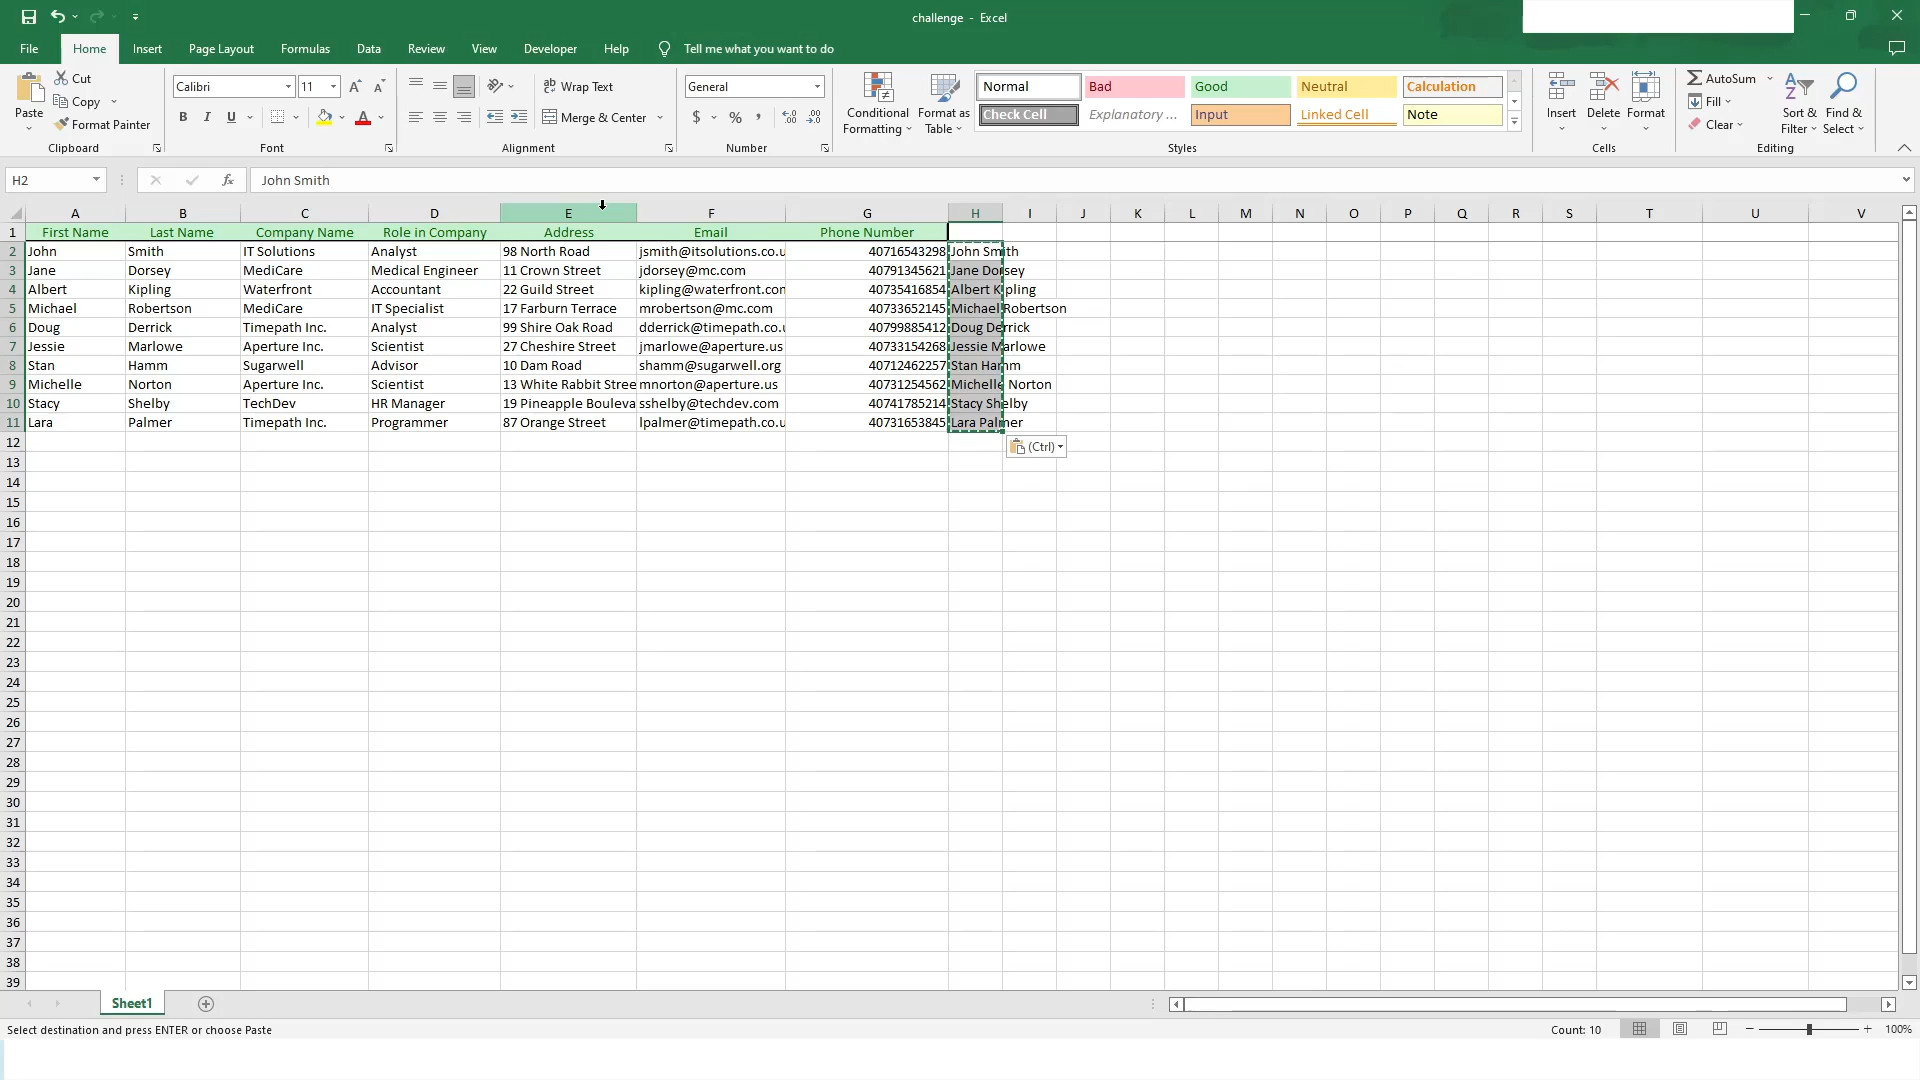 challenge - Excel
File Home Insert Page Layout Formulas Data Review View Developer Help Tell me what you want to do
Paste
Cut
Copy
Format Painter
Clipboard
Calibri 11
B I U
Font
Wrap Text
Merge & Center
Alignment
General
$ % ,
Number
Conditional Formatting
Format as Table
Normal Bad Good Neutral Calculation
Check Cell Explanatory ... Input Linked Cell Note
Styles
Insert Delete Format
Cells
AutoSum
Fill
Clear
Sort & Filter
Find & Select
Editing
H2 fx John Smith
A B C D E F G H I J K L M N O P Q R S T U V
1 First Name Last Name Company Name Role in Company Address Email Phone Number
2 John Smith IT Solutions Analyst 98 North Road jsmith@itsolutions.co.u 40716543298 John Smith
3 Jane Dorsey MediCare Medical Engineer 11 Crown Street jdorsey@mc.com 40791345621 Jane Dorsey
4 Albert Kipling Waterfront Accountant 22 Guild Street kipling@waterfront.com 40735416854 Albert Kipling
5 Michael Robertson MediCare IT Specialist 17 Farburn Terrace mrobertson@mc.com 40733652145 Michael Robertson
6 Doug Derrick Timepath Inc. Analyst 99 Shire Oak Road dderrick@timepath.co.u 40799885412 Doug Derrick
7 Jessie Marlowe Aperture Inc. Scientist 27 Cheshire Street jmarlowe@aperture.us 40733154268 Jessie Marlowe
8 Stan Hamm Sugarwell Advisor 10 Dam Road shamm@sugarwell.org 40712462257 Stan Hamm
9 Michelle Norton Aperture Inc. Scientist 13 White Rabbit Stree mnorton@aperture.us 40731254562 Michelle Norton
10 Stacy Shelby TechDev HR Manager 19 Pineapple Bouleva sshelby@techdev.com 40741785214 Stacy Shelby
11 Lara Palmer Timepath Inc. Programmer 87 Orange Street lpalmer@timepath.co.u 40731653845 Lara Palmer
(Ctrl)
12
13
14
15
16
17
18
19
20
21
22
23
24
25
26
27
28
29
30
31
32
33
34
35
36
37
38
39
Sheet1
Select destination and press ENTER or choose Paste Count: 10 100%